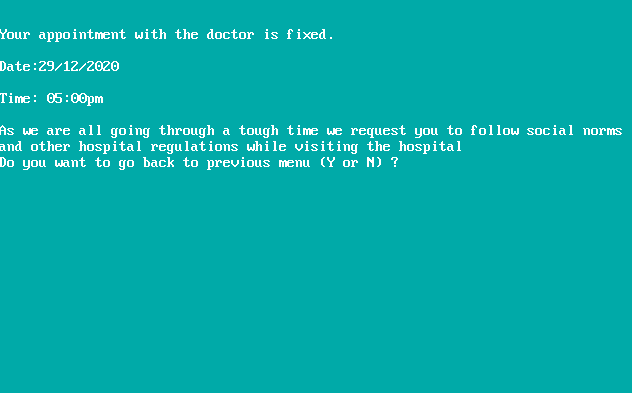 Your appointment with the doctor is fixed.
Date:29/12/2020
Time: 05:00pm
As we are all going through a tough time we request you to follow social norms
and other hospital regulations while visiting the hospital
Do you want to go back to previous menu (Y or N) ?